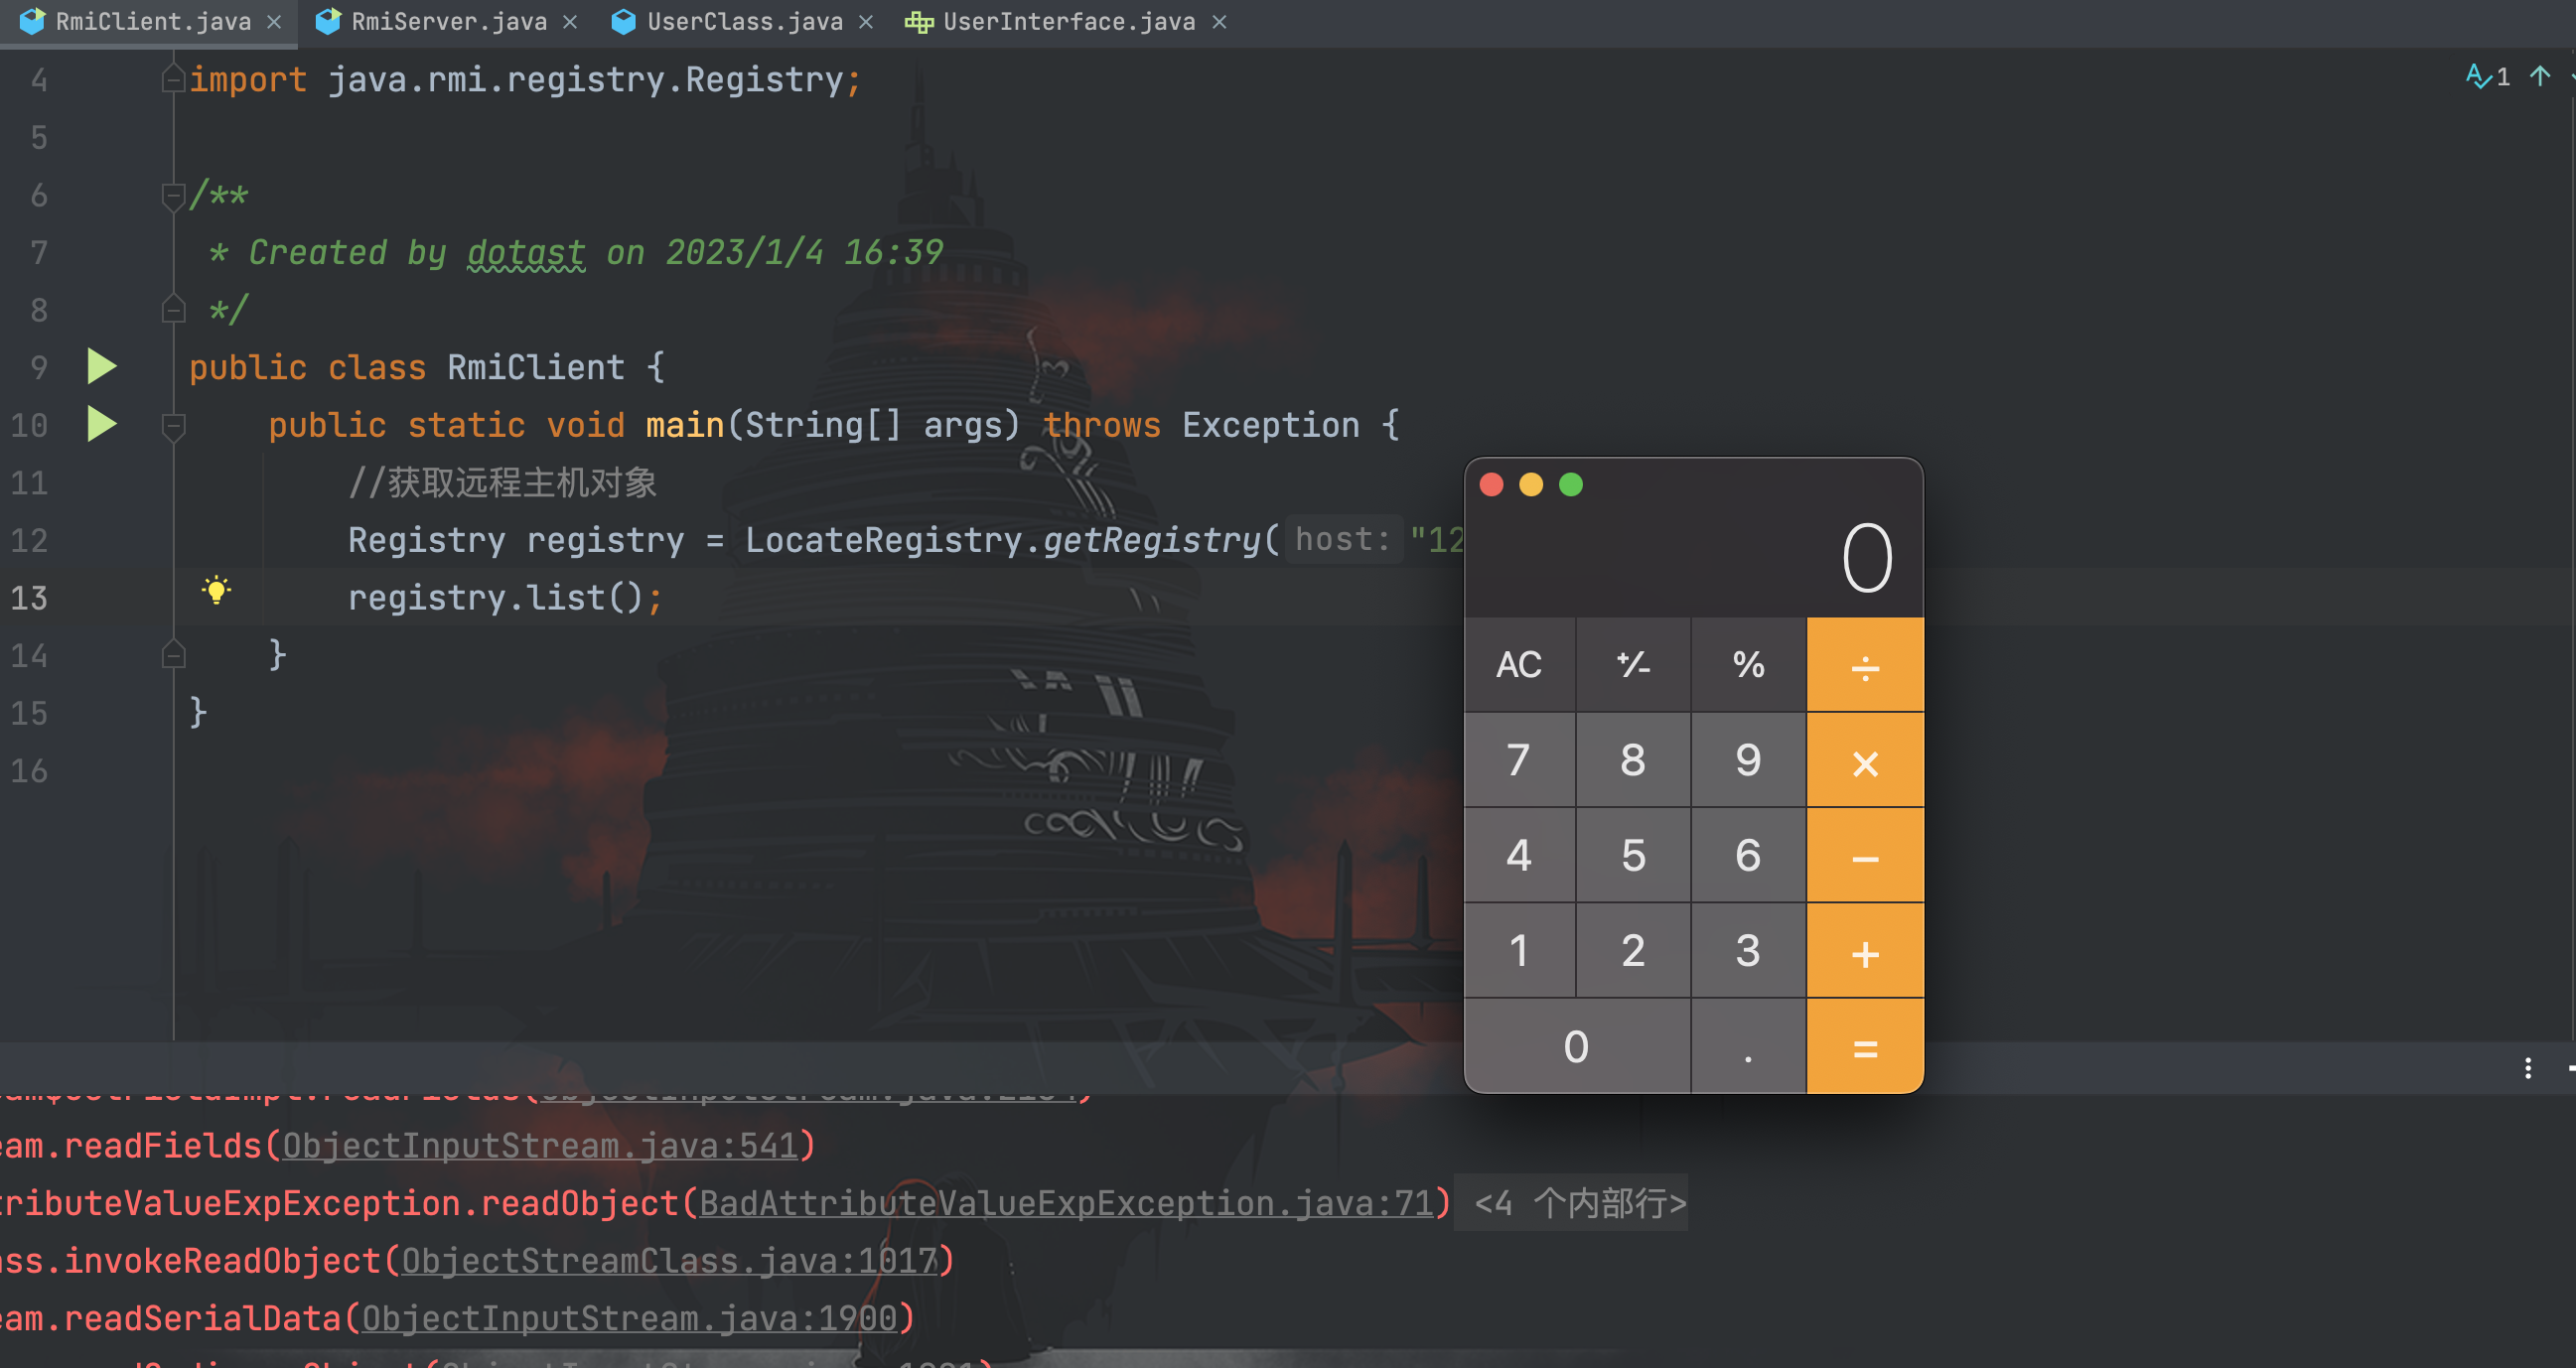 RmiClient.java × RmiServer.java × UserClass.java × UserInterface.java ×
4 import java.rmi.registry.Registry;
1
5
6 /**
7 * Created by dotast on 2023/1/4 16:39
8 */
9 public class RmiClient {
10 public static void main(String[] args) throws Exception {
11 //获取远程主机对象
12 Registry registry = LocateRegistry.getRegistry( host: "12
13 registry.list();
14 }
15 }
16
0
AC +/- % ÷
7 8 9 ×
4 5 6 −
1 2 3 +
0 . =
eam.readFields(ObjectInputStream.java:541)
tributeValueExpException.readObject(BadAttributeValueExpException.java:71) <4 个内部行>
ass.invokeReadObject(ObjectStreamClass.java:1017)
eam.readSerialData(ObjectInputStream.java:1900)